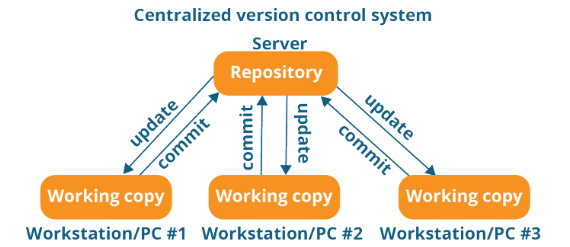 Centralized version control system
Server
Repository
update
commit
commit
update
update
commit
Working copy
Working copy
Working copy
Workstation/PC #1
Workstation/PC #2
Workstation/PC #3